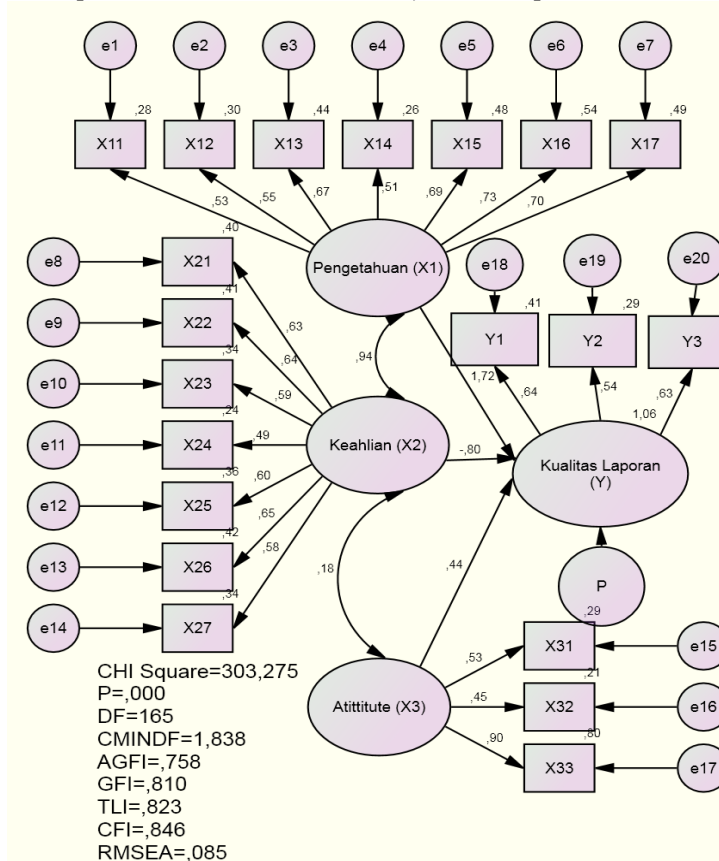 e1 e2 e3 e4 e5 e6 e7
,28 ,30 ,44 ,26 ,48 ,54 ,49
X11 X12 X13 X14 X15 X16 X17
,53 ,55 ,67 ,51 ,69 ,73 ,70
,40
e8 X21
Pengetahuan (X1)
e18 e19 e20
,41
e9 X22
,63
,41 ,29
Y1 Y2 Y3
,34
e10 X23
,64
,94
1,72
,64 ,54 ,63
,24
,59
1,06
e11 X24
,49
Keahlian (X2)
-,80
Kualitas Laporan
(Y)
,36
e12 X25
,60
,42
,65
e13 X26
,58
,18
,44
P
,34
e14 X27
,29
X31 e15
,53
,21
CHI Square=303,275
P=,000
DF=165
CMINDF=1,838
AGFI=,758
GFI=,810
TLI=,823
CFI=,846
RMSEA=,085
Atittitute (X3)
,45
X32 e16
,80
,90
X33 e17